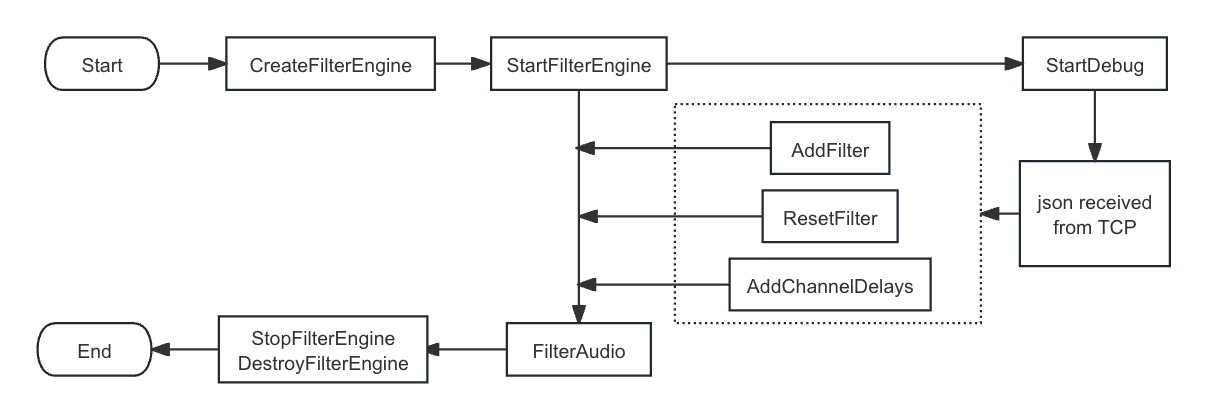 Start
CreateFilterEngine
StartFilterEngine
StartDebug
AddFilter
ResetFilter
AddChannelDelays
json received
from TCP
End
StopFilterEngine
DestroyFilterEngine
FilterAudio